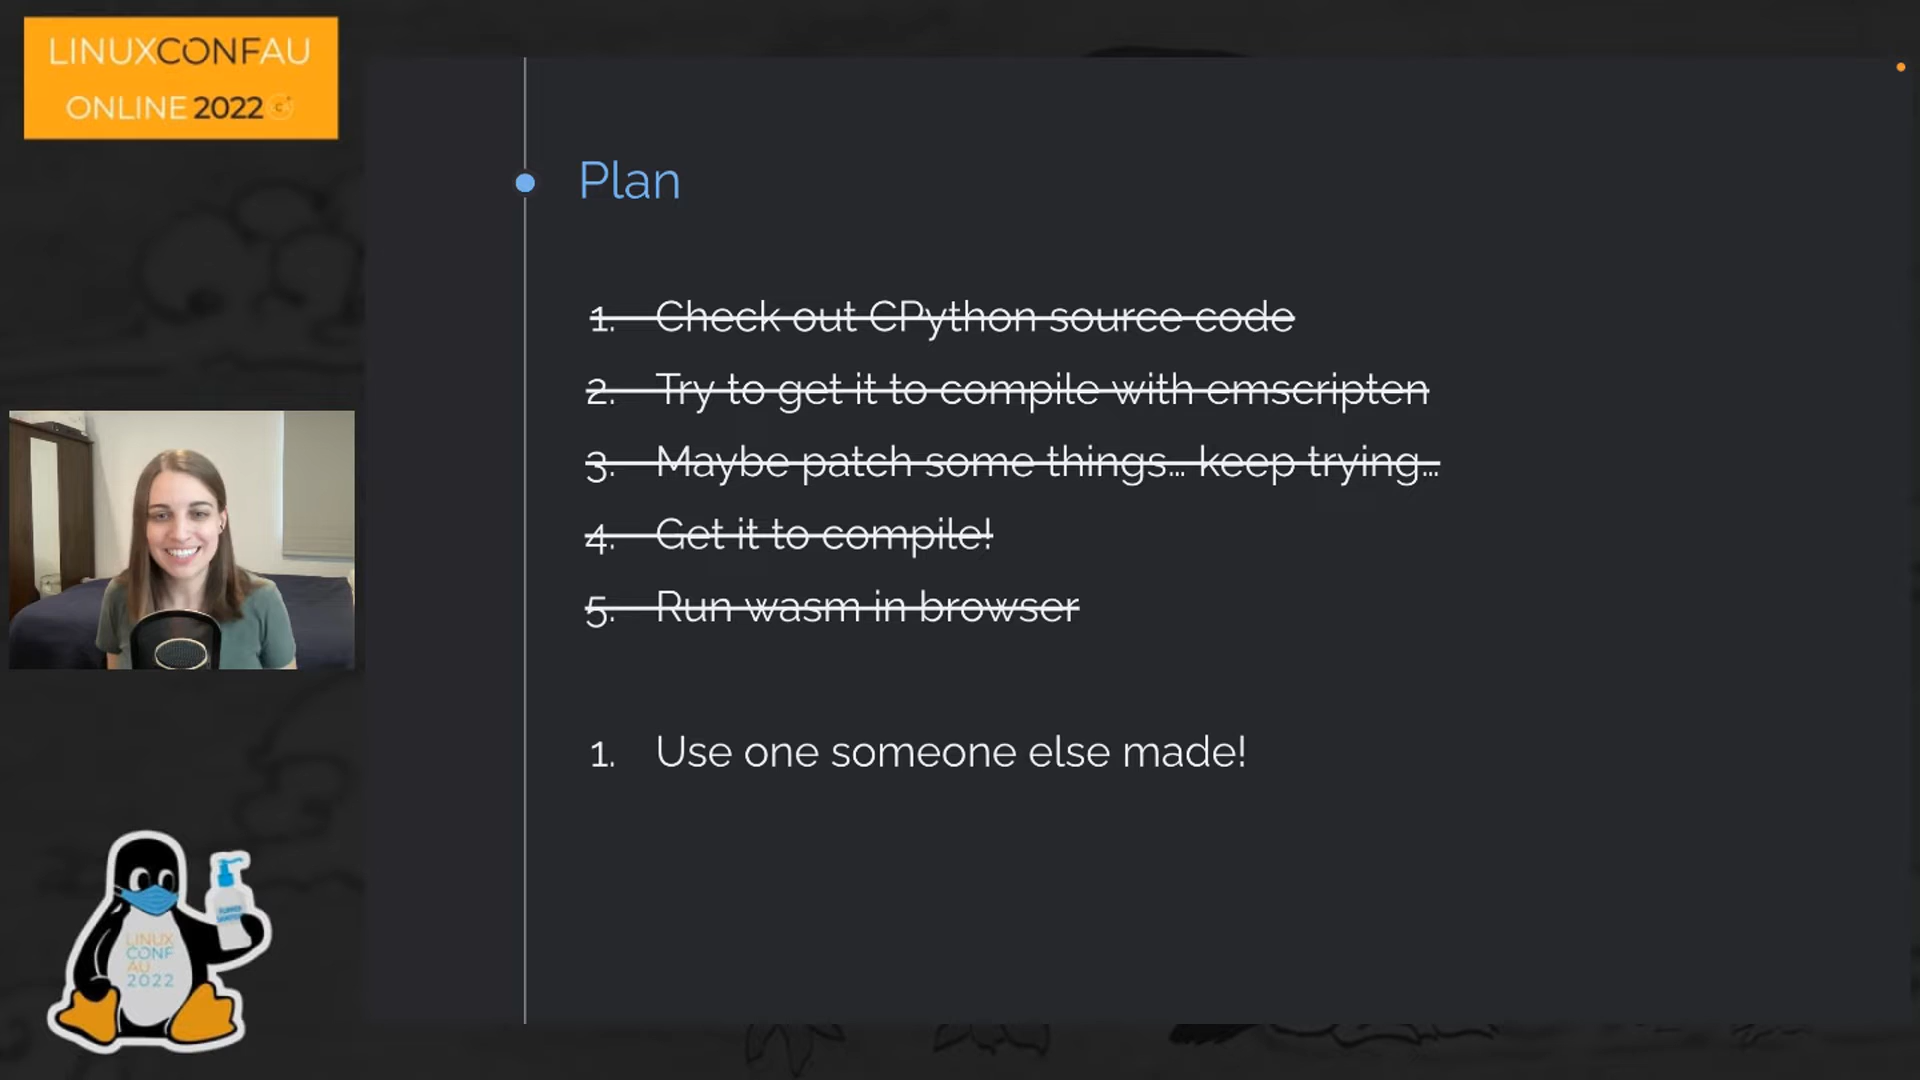 LINUXCONFAU
ONLINE 2022
Plan
1. Check out CPython source code
2. Try to get it to compile with emscripten
3. Maybe patch some things... keep trying...
4. Get it to compile!
5. Run wasm in browser
1. Use one someone else made!
LINUX
CONF
AU
2022